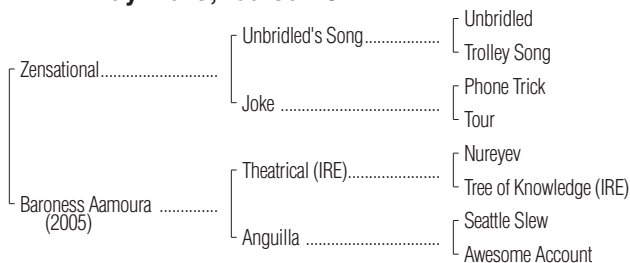 Unbridled
Unbridled's Song
Trolley Song
Zensational
Phone Trick
Joke
Tour
Nureyev
Theatrical (IRE)
Tree of Knowledge (IRE)
Baroness Aamoura
(2005)
Seattle Slew
Anguilla
Awesome Account